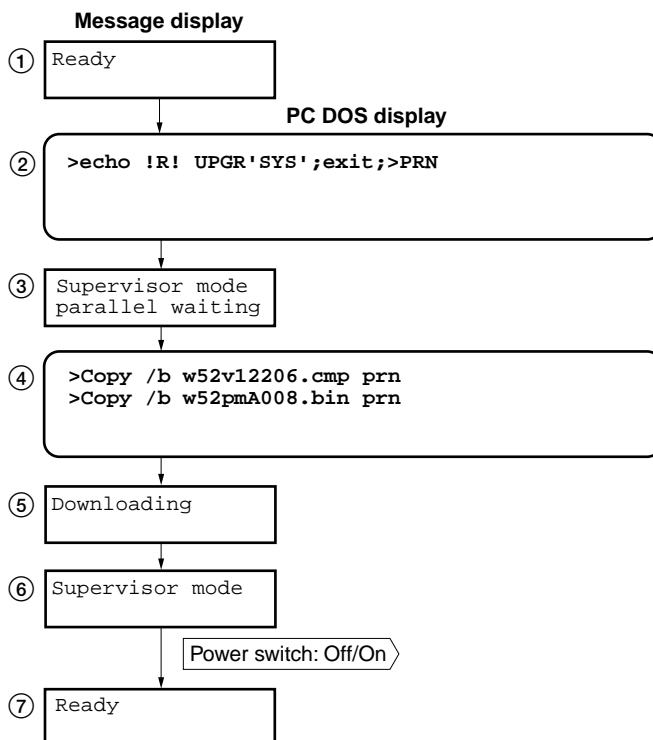 Message display
① Ready
PC DOS display
② >echo !R! UPGR'SYS';exit;>PRN
③ Supervisor mode
parallel waiting
④ >Copy /b w52v12206.cmp prn
>Copy /b w52pmA008.bin prn
⑤ Downloading
⑥ Supervisor mode
Power switch: Off/On
⑦ Ready